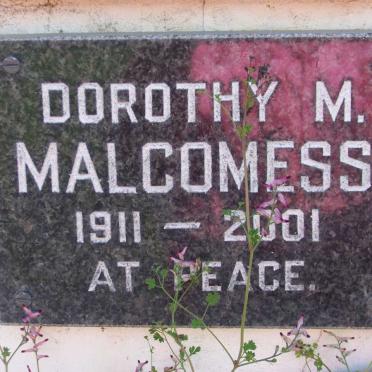 DOROTHY M.
MALCOMESS
1911 — 2001
AT PEACE.